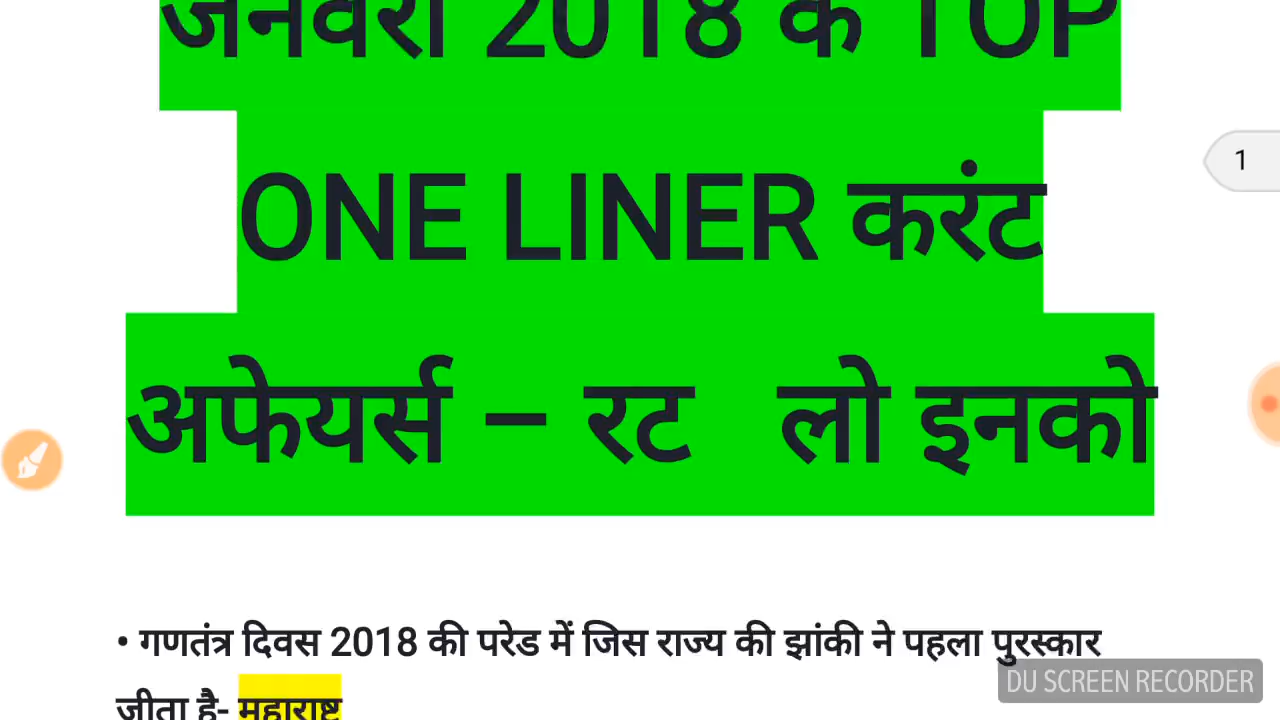 जनवरी 2018 के TOP
1
ONE LINER करंट
अफेयर्स – रट लो इनको
• गणतंत्र दिवस 2018 की परेड में जिस राज्य की झांकी ने पहला पुरस्कार
DU SCREEN RECORDER
जीता है- महाराष्ट्र